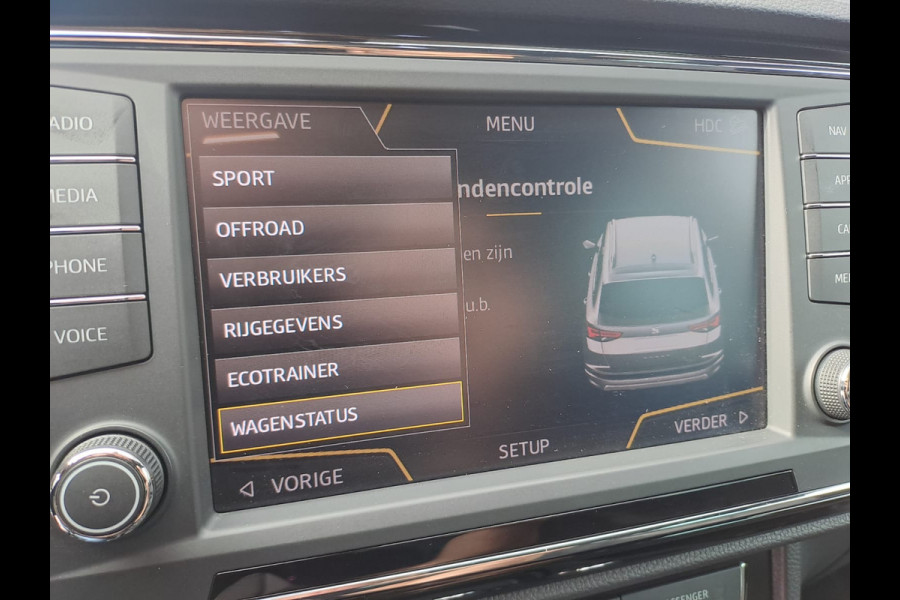 WEERGAVE
MENU
HDC
SPORT
OFFROAD
VERBRUIKERS
RIJGEGEVENS
ECOTRAINER
WAGENSTATUS
ndencontrole
en zijn
u.b.
VORIGE
SETUP
VERDER
ADIO
MEDIA
PHONE
VOICE
NAV
APP
CA
ME
SSENGER